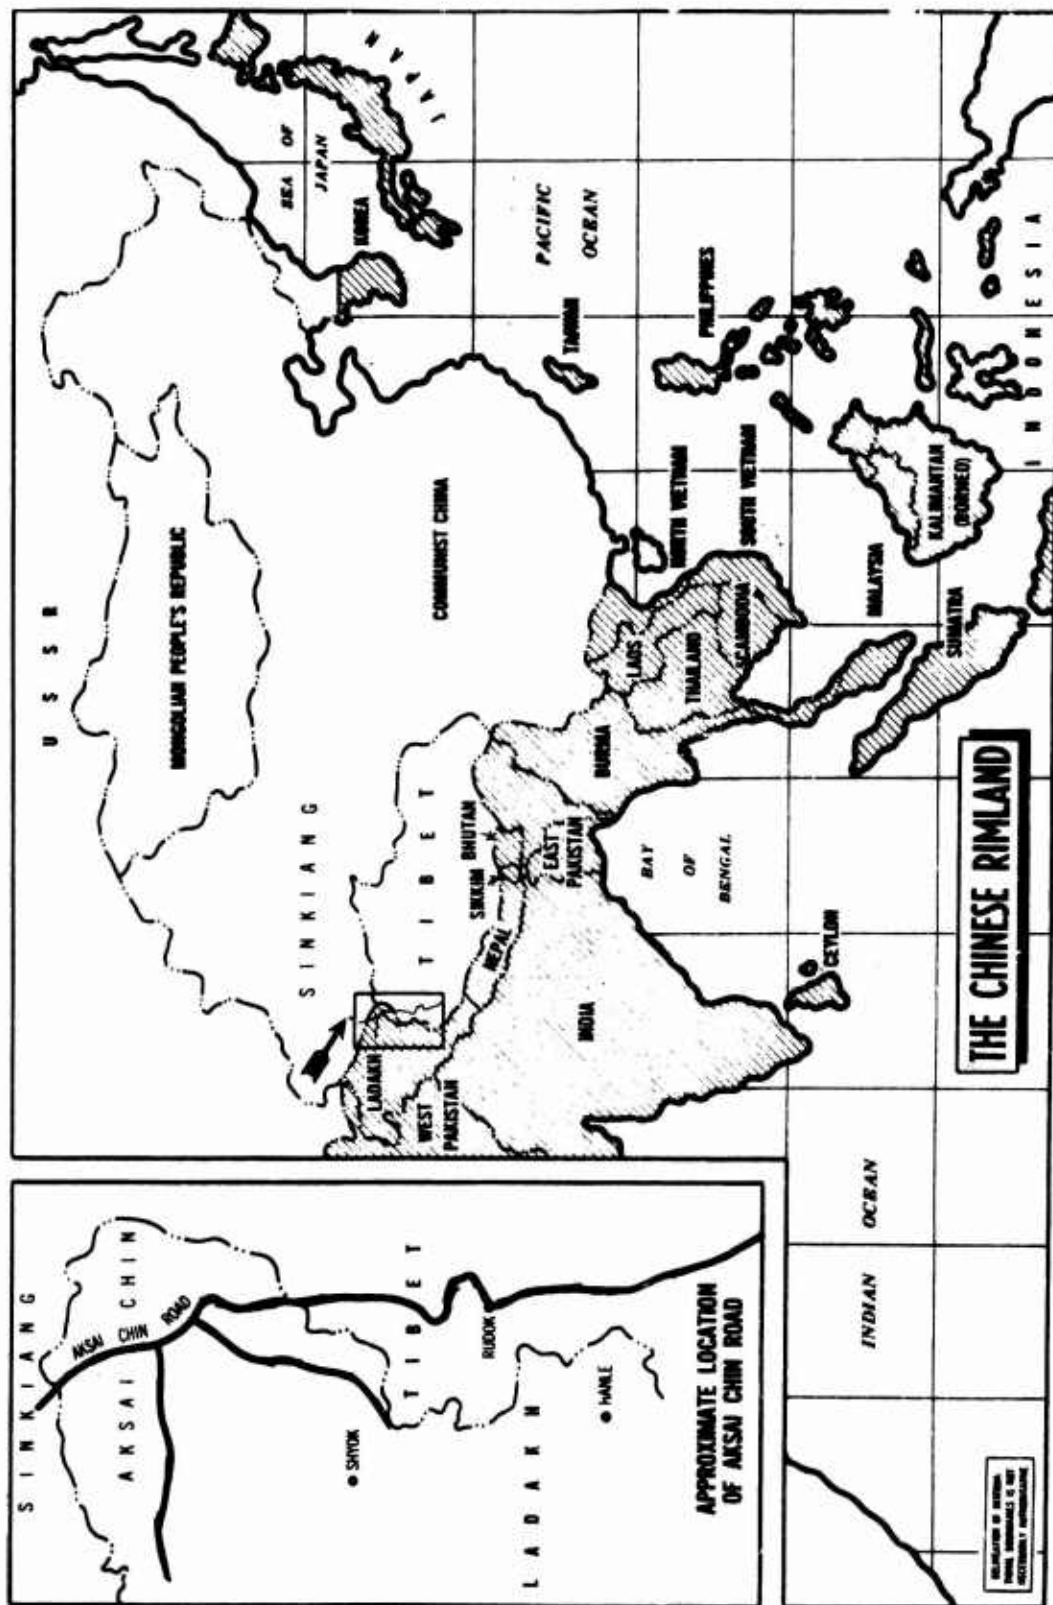 SINKIANG
AKSAI CHIN
AKSAI CHIN ROAD
SHYOK
TIBET
RUDOK
LADAKH
HANLE
APPROXIMATE LOCATION
OF AKSAI CHIN ROAD
USSR
MONGOLIAN PEOPLE'S REPUBLIC
SINKIANG
COMMUNIST CHINA
TIBET
LADAKH
WEST
PAKISTAN
NEPAL
SIKKIM
BHUTAN
INDIA
EAST
PAKISTAN
BURMA
LAOS
THAILAND
CAMBODIA
NORTH VIETNAM
SOUTH VIETNAM
SEA OF
JAPAN
JAPAN
KOREA
PACIFIC
OCEAN
TAIWAN
PHILIPPINES
BAY
OF
BENGAL
CEYLON
MALAYSIA
SUMATRA
KALIMANTAN
(BORNEO)
INDONESIA
INDIAN OCEAN
THE CHINESE RIMLAND
IS NOT